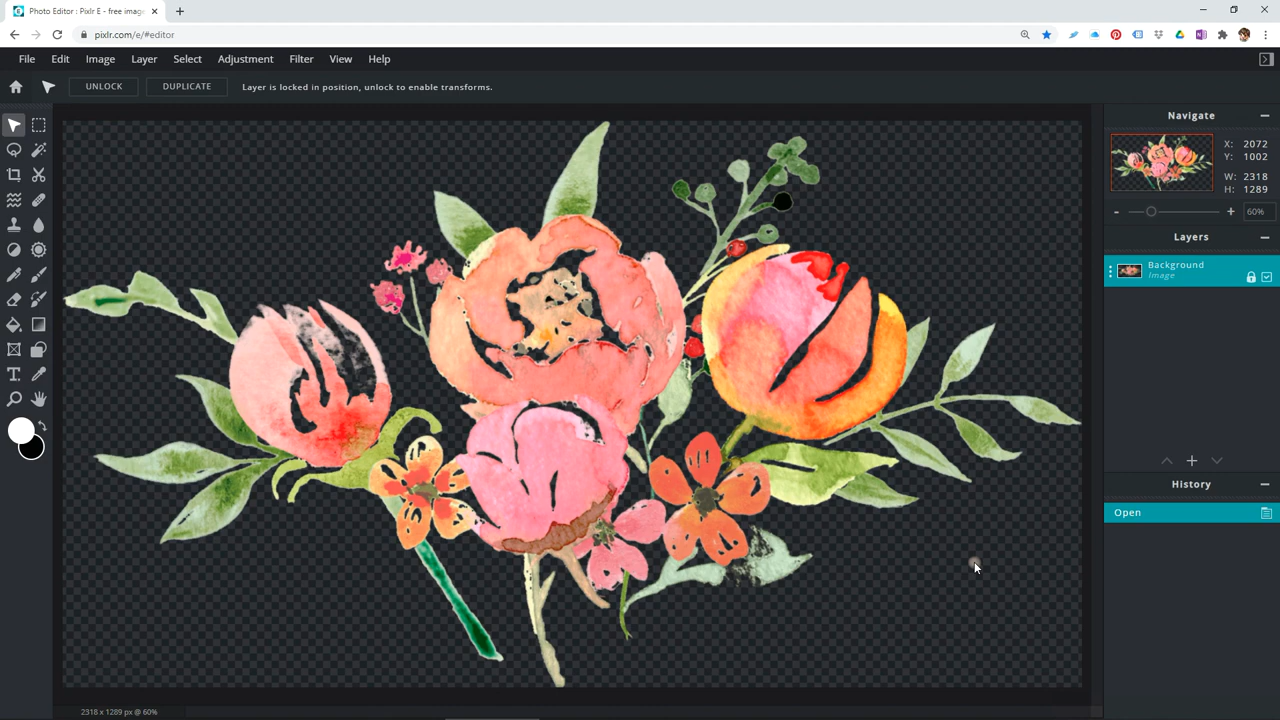 Photo Editor : Pixlr E - free imag
pixlr.com/e/#editor
File Edit Image Layer Select Adjustment Filter View Help
UNLOCK DUPLICATE Layer is locked in position, unlock to enable transforms.
Navigate
X: 2072
Y: 1002
W: 2318
H: 1289
60%
Layers
Background
Image
History
Open
2318 x 1289 px @ 60%